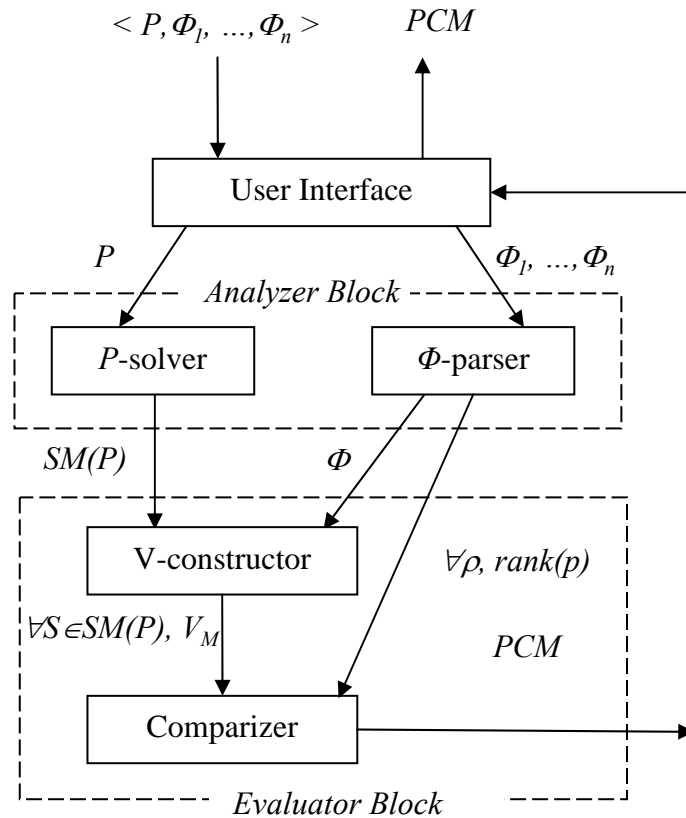 < P, Φ1, ...,Φn >
PCM
User Interface
P
Φ1, ...,Φn
Analyzer Block
P-solver
Φ-parser
SM(P)
Φ
V-constructor
∀ρ, rank(p)
∀S∈SM(P), VM
PCM
Comparizer
Evaluator Block